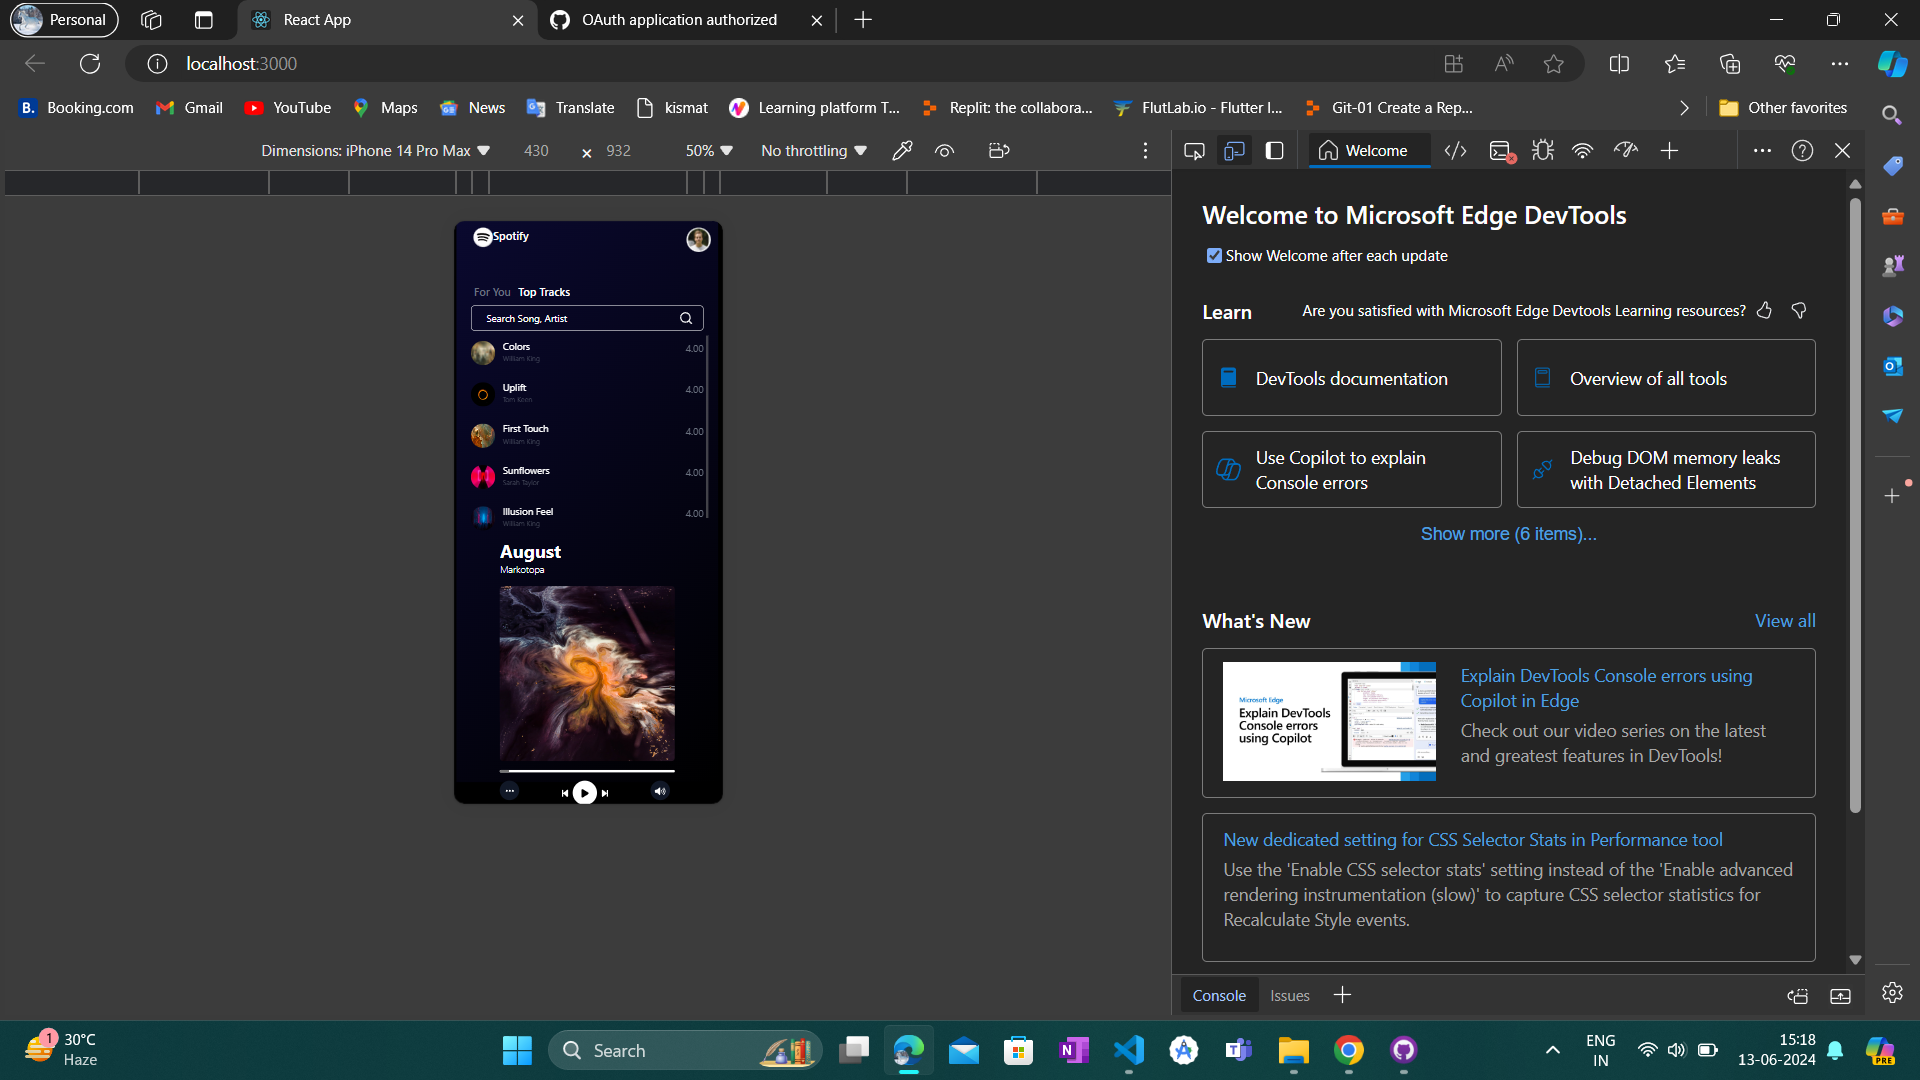 Personal
React App
OAuth application authorized
localhost:3000
Booking.com
Gmail
YouTube
Maps
News
Translate
kismat
Learning platform T...
Replit: the collabora...
FlutLab.io - Flutter I...
Git-01 Create a Rep...
Other favorites
Dimensions: iPhone 14 Pro Max
430
×
932
50%
No throttling
Welcome
Spotify
For You Top Tracks
Search Song, Artist
Colors
4.00
William King
Uplift
4.00
Tom Keen
First Touch
4.00
William King
Sunflowers
4.00
Sarah Taylor
Illusion Feel
4.00
William King
August
Markotopa
Welcome to Microsoft Edge DevTools
Show Welcome after each update
Learn
Are you satisfied with Microsoft Edge Devtools Learning resources?
DevTools documentation
Overview of all tools
Use Copilot to explain
Console errors
Debug DOM memory leaks
with Detached Elements
Show more (6 items)...
What's New
View all
Microsoft Edge
Explain DevTools
Console errors
using Copilot
Explain DevTools Console errors using
Copilot in Edge
Check out our video series on the latest
and greatest features in DevTools!
New dedicated setting for CSS Selector Stats in Performance tool
Use the 'Enable CSS selector stats' setting instead of the 'Enable advanced
rendering instrumentation (slow)' to capture CSS selector statistics for
Recalculate Style events.
Console
Issues
1
30°C
Haze
Search
ENG
IN
15:18
13-06-2024
PRE